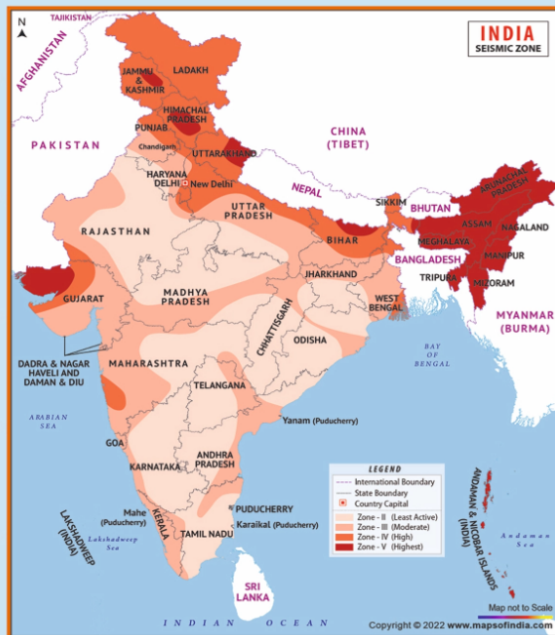 N
TAJIKISTAN
AFGHANISTAN
INDIA
SEISMIC ZONE
LADAKH
JAMMU
&
KASHMIR
HIMACHAL
PRADESH
PUNJAB
Chandigarh
UTTARAKHAND
PAKISTAN
CHINA
(TIBET)
HARYANA
DELHI
New Delhi
NEPAL
UTTAR
PRADESH
RAJASTHAN
SIKKIM
BHUTAN
ARUNACHAL PRADESH
ASSAM
NAGALAND
BIHAR
MEGHALAYA
BANGLADESH
MANIPUR
TRIPURA
MIZORAM
JHARKHAND
GUJARAT
MADHYA
PRADESH
WEST
BENGAL
MYANMAR
(BURMA)
CHHATTISGARH
ODISHA
DADRA & NAGAR
HAVELI AND
DAMAN & DIU
MAHARASHTRA
BAY
OF
BENGAL
TELANGANA
ARABIAN
SEA
Yanam (Puducherry)
GOA
ANDHRA
PRADESH
KARNATAKA
LEGEND
International Boundary
State Boundary
Country Capital
Zone - II (Least Active)
Zone - III (Moderate)
Zone - IV (High)
Zone - V (Highest)
ANDAMAN &
NICOBAR ISLANDS
(INDIA)
Andaman
Sea
PUDUCHERRY
Mahe
(Puducherry)
Karaikal (Puducherry)
LAKSHADWEEP
(INDIA)
Lakshadweep
Sea
KERALA
TAMIL NADU
SRI
LANKA
INDIAN OCEAN
Map not to Scale
Copyright © 2022 www.mapsofindia.com